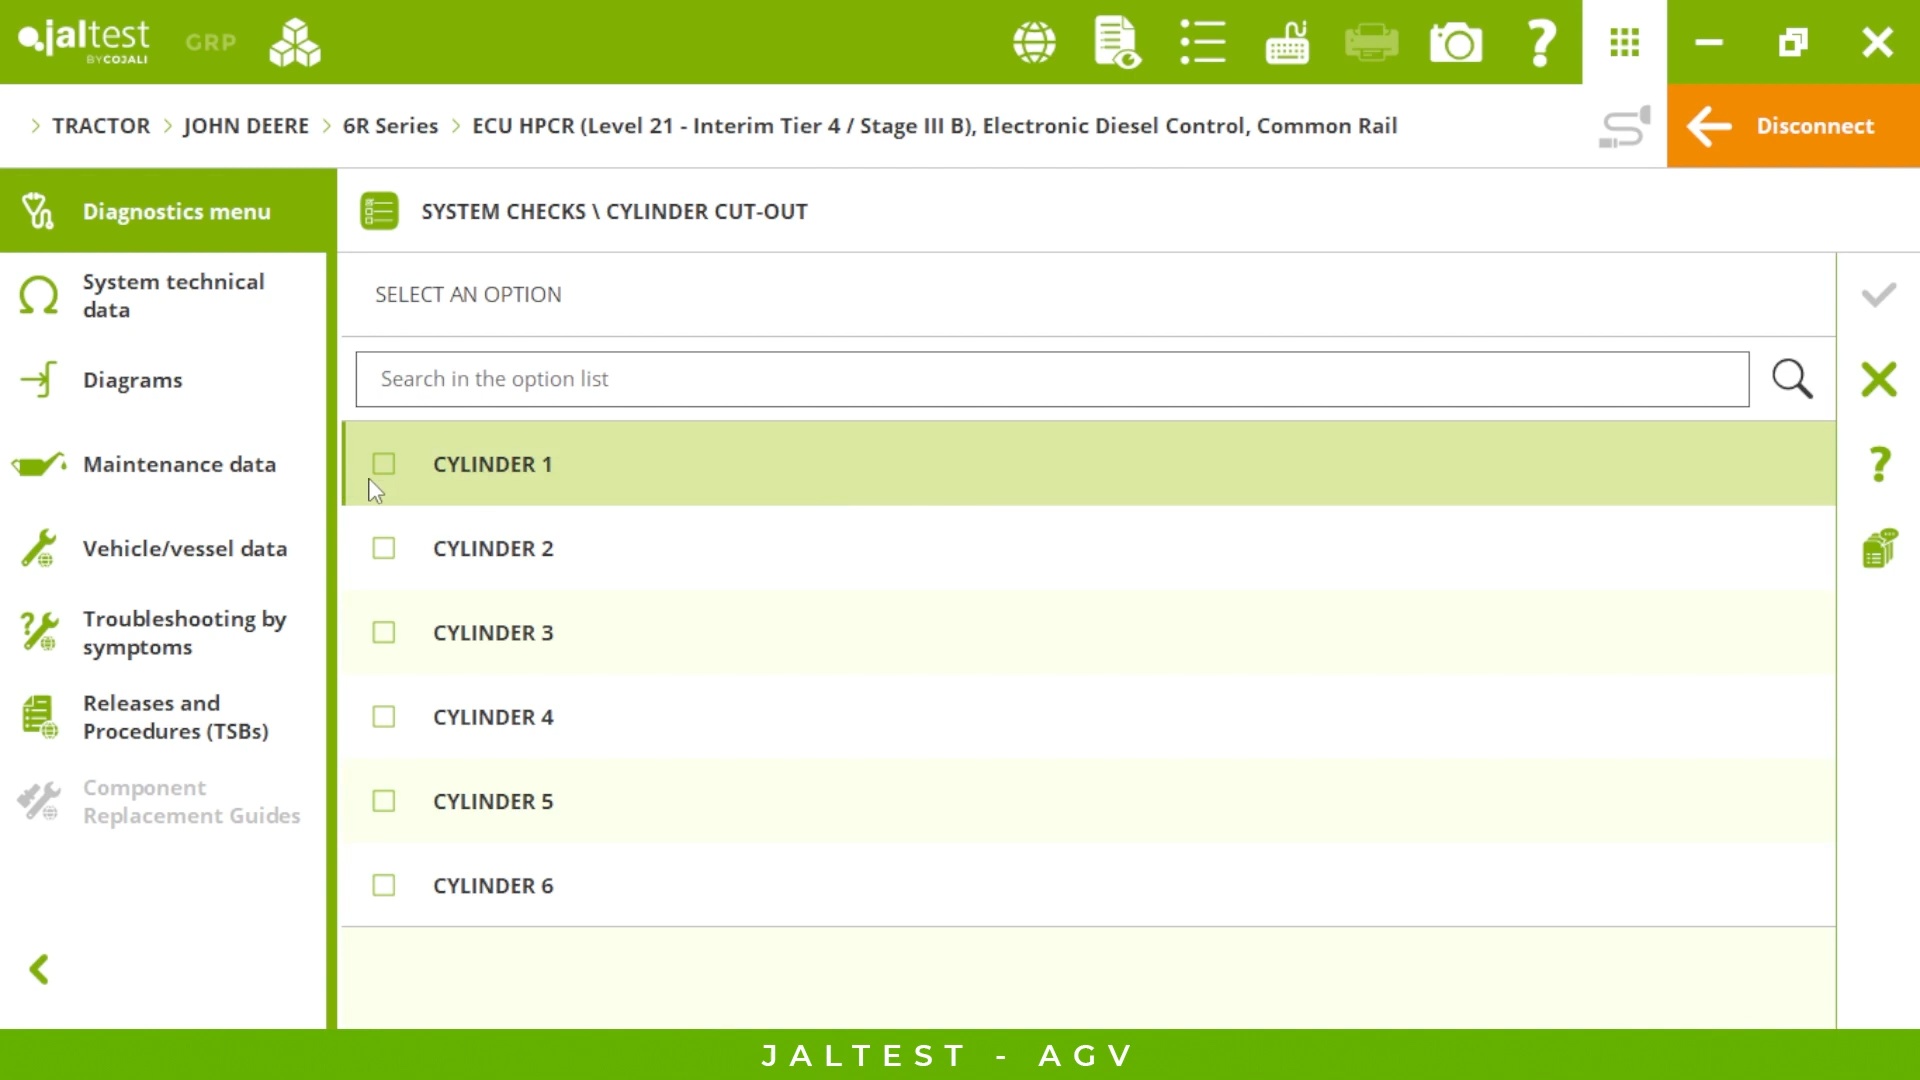 jaltest
BY COJALI
GRP
TRACTOR
JOHN DEERE
6R Series
ECU HPCR (Level 21 - Interim Tier 4 / Stage III B), Electronic Diesel Control, Common Rail
Disconnect
Diagnostics menu
SYSTEM CHECKS \ CYLINDER CUT-OUT
System technical
data
Diagrams
Maintenance data
Vehicle/vessel data
Troubleshooting by
symptoms
Releases and
Procedures (TSBs)
Component
Replacement Guides
SELECT AN OPTION
Search in the option list
CYLINDER 1
CYLINDER 2
CYLINDER 3
CYLINDER 4
CYLINDER 5
CYLINDER 6
JALTEST - AGV